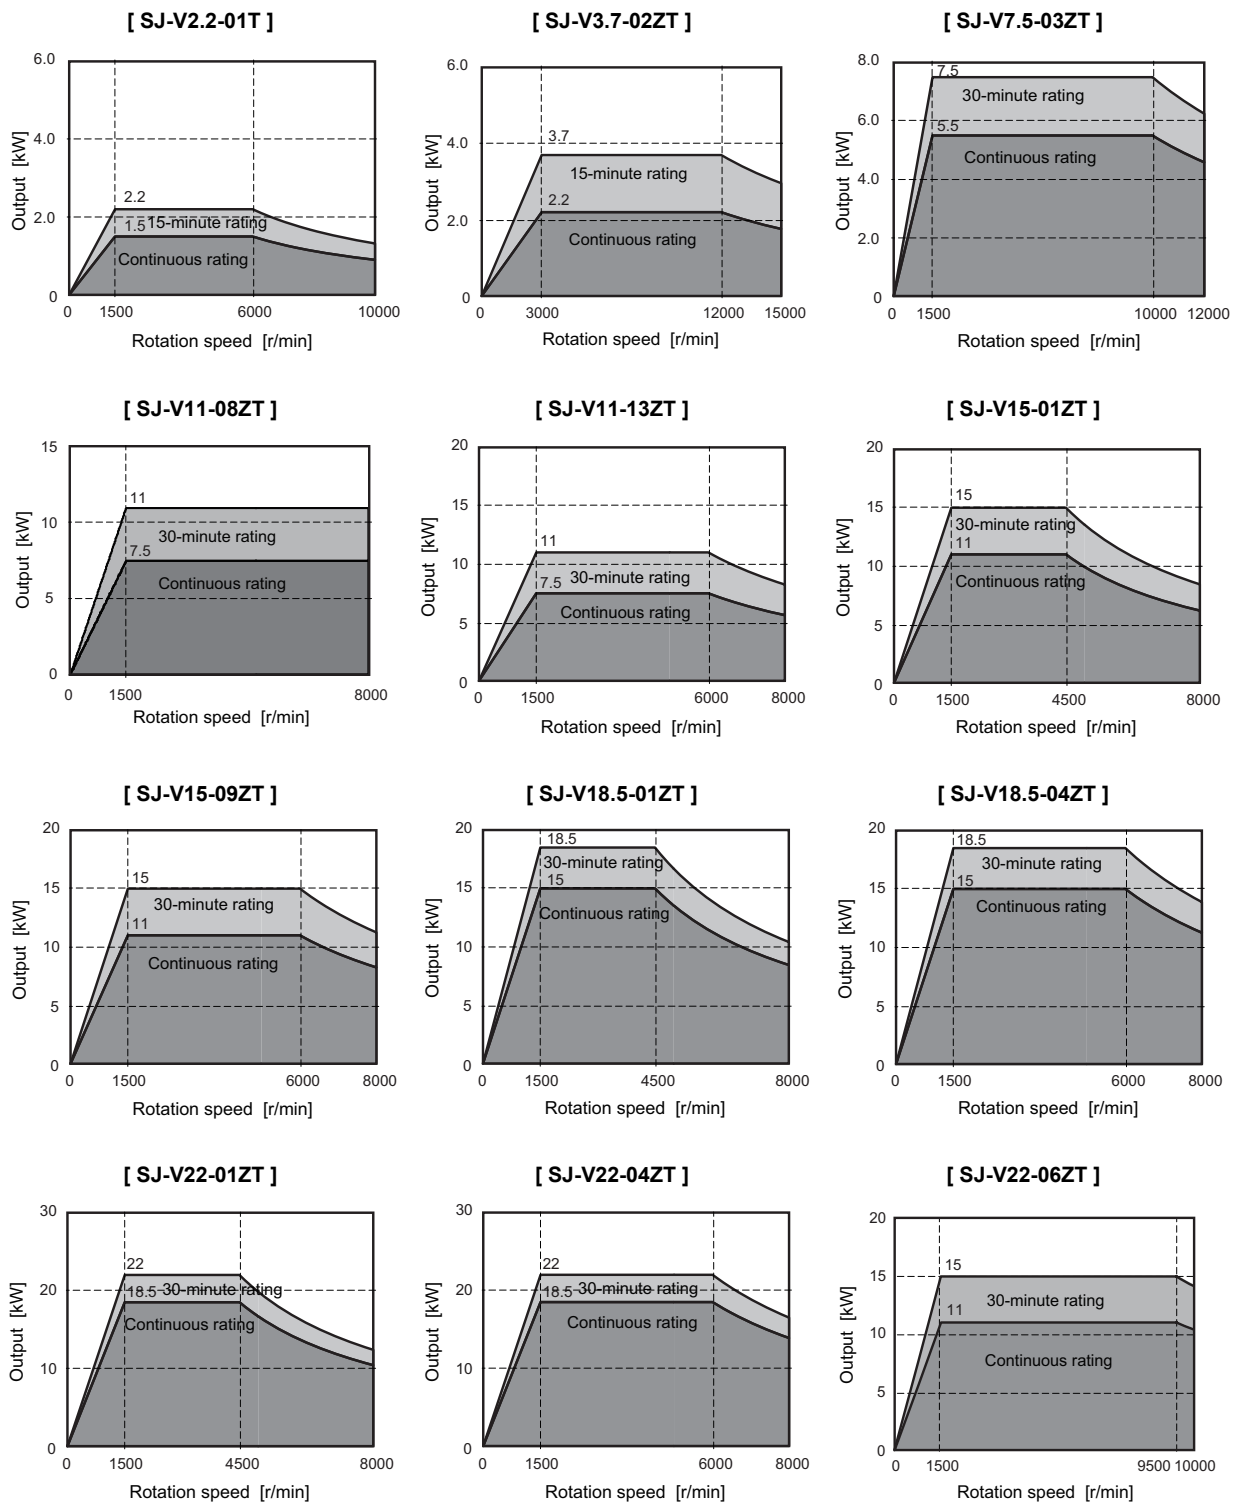 [ SJ-V2.2-01T ]
6.0
4.0
2.0
0
Output [kW]
2.2
1.5
15-minute rating
Continuous rating
0 1500 6000 10000
Rotation speed [r/min]
[ SJ-V3.7-02ZT ]
6.0
4.0
2.0
0
Output [kW]
3.7
15-minute rating
2.2
Continuous rating
0 3000 12000 15000
Rotation speed [r/min]
[ SJ-V7.5-03ZT ]
8.0
6.0
4.0
2.0
0
Output [kW]
7.5
30-minute rating
5.5
Continuous rating
0 1500 10000 12000
Rotation speed [r/min]
[ SJ-V11-08ZT ]
15
10
5
0
Output [kW]
11
30-minute rating
7.5
Continuous rating
0 1500 8000
Rotation speed [r/min]
[ SJ-V11-13ZT ]
20
15
10
5
0
Output [kW]
11
30-minute rating
7.5
Continuous rating
0 1500 6000 8000
Rotation speed [r/min]
[ SJ-V15-01ZT ]
20
15
10
5
0
Output [kW]
15
30-minute rating
11
Continuous rating
0 1500 4500 8000
Rotation speed [r/min]
[ SJ-V15-09ZT ]
20
15
10
5
0
Output [kW]
15
30-minute rating
11
Continuous rating
0 1500 6000 8000
Rotation speed [r/min]
[ SJ-V18.5-01ZT ]
20
15
10
5
0
Output [kW]
18.5
30-minute rating
15
Continuous rating
0 1500 4500 8000
Rotation speed [r/min]
[ SJ-V18.5-04ZT ]
20
15
10
5
0
Output [kW]
18.5
30-minute rating
15
Continuous rating
0 1500 6000 8000
Rotation speed [r/min]
[ SJ-V22-01ZT ]
30
20
10
0
Output [kW]
22
18.5 30-minute rating
Continuous rating
0 1500 4500 8000
Rotation speed [r/min]
[ SJ-V22-04ZT ]
30
20
10
0
Output [kW]
22
18.5 30-minute rating
Continuous rating
0 1500 6000 8000
Rotation speed [r/min]
[ SJ-V22-06ZT ]
20
15
10
5
0
Output [kW]
15
30-minute rating
11
Continuous rating
0 1500 9500 10000
Rotation speed [r/min]